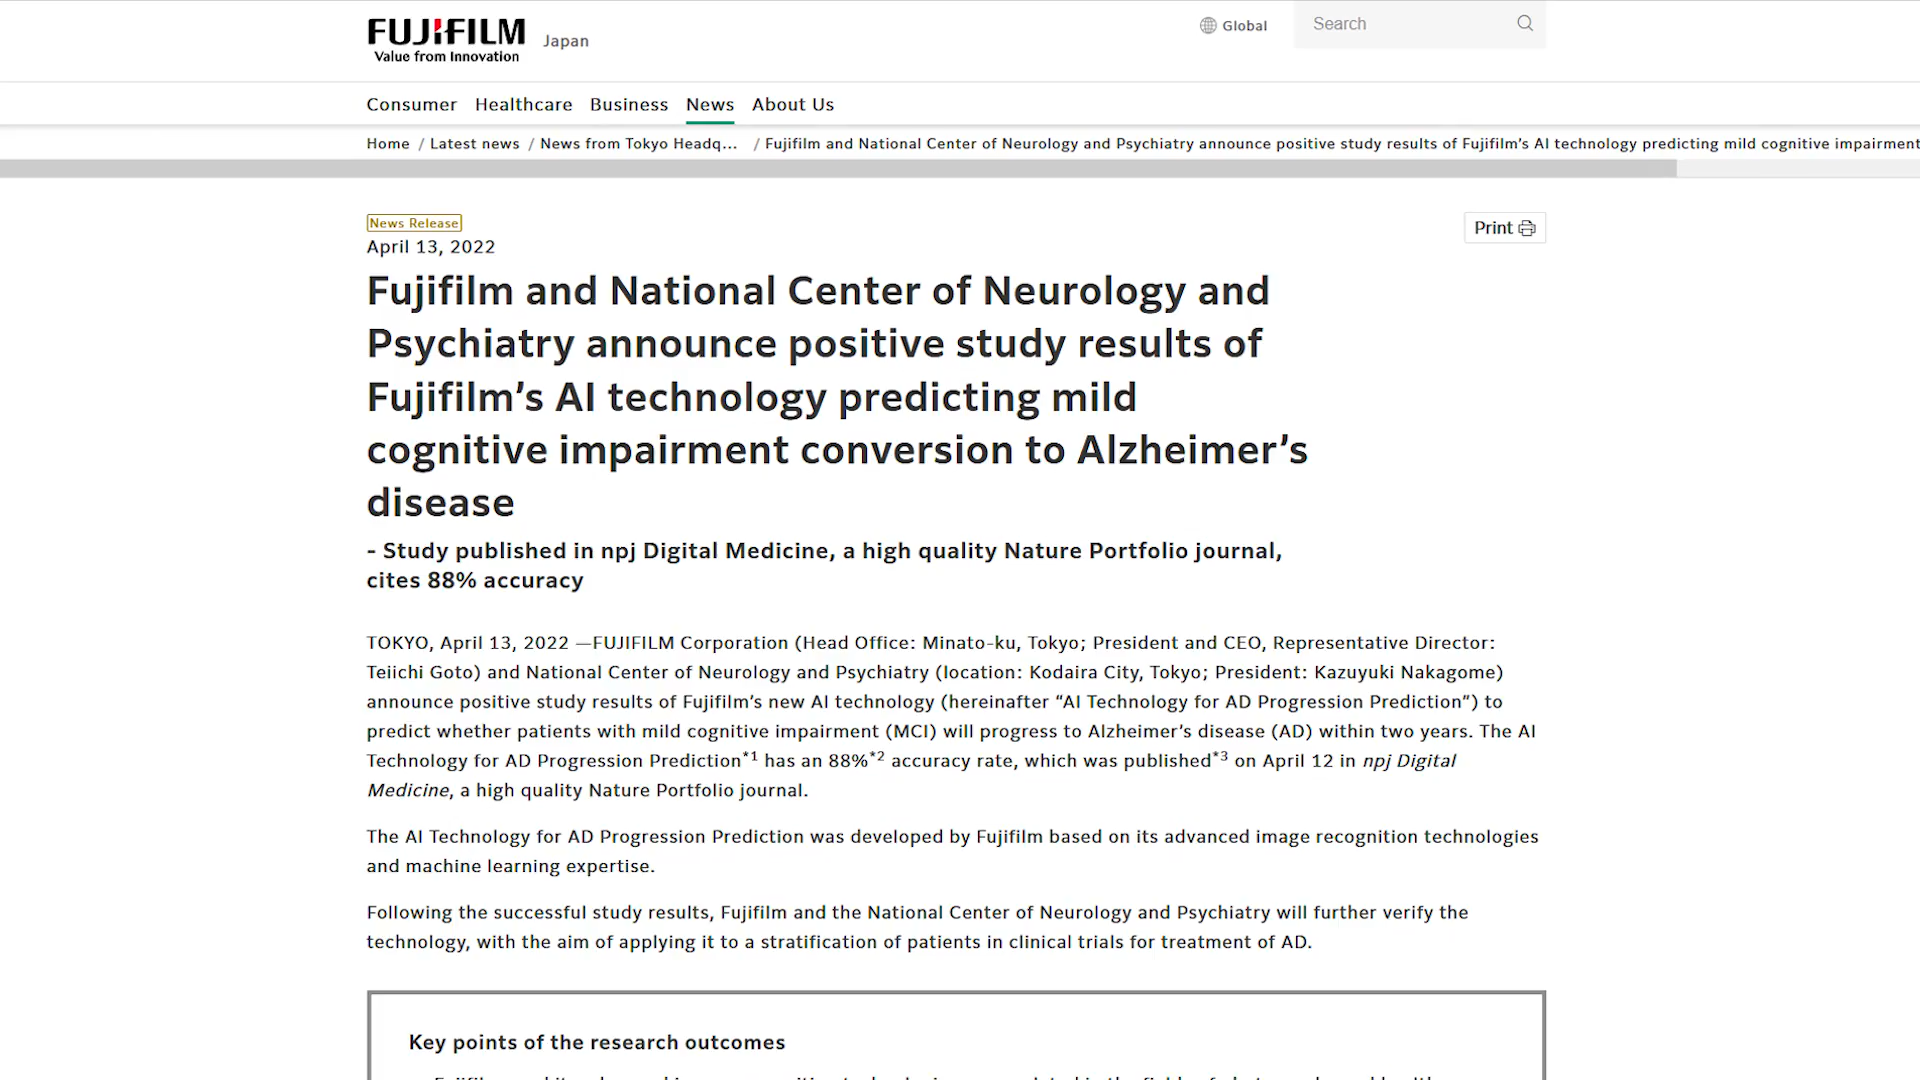 FUJIFILM
Value from Innovation
Japan
Global
Search
Consumer Healthcare Business News About Us
Home / Latest news / News from Tokyo Headq... / Fujifilm and National Center of Neurology and Psychiatry announce positive study results of Fujifilm’s AI technology predicting mild cognitive impairment
News Release
Print
April 13, 2022
Fujifilm and National Center of Neurology and
Psychiatry announce positive study results of
Fujifilm’s AI technology predicting mild
cognitive impairment conversion to Alzheimer’s
disease
- Study published in npj Digital Medicine, a high quality Nature Portfolio journal,
cites 88% accuracy
TOKYO, April 13, 2022 —FUJIFILM Corporation (Head Office: Minato-ku, Tokyo; President and CEO, Representative Director:
Teiichi Goto) and National Center of Neurology and Psychiatry (location: Kodaira City, Tokyo; President: Kazuyuki Nakagome)
announce positive study results of Fujifilm’s new AI technology (hereinafter “AI Technology for AD Progression Prediction”) to
predict whether patients with mild cognitive impairment (MCI) will progress to Alzheimer’s disease (AD) within two years. The AI
Technology for AD Progression Prediction*1 has an 88%*2 accuracy rate, which was published*3 on April 12 in npj Digital
Medicine, a high quality Nature Portfolio journal.
The AI Technology for AD Progression Prediction was developed by Fujifilm based on its advanced image recognition technologies
and machine learning expertise.
Following the successful study results, Fujifilm and the National Center of Neurology and Psychiatry will further verify the
technology, with the aim of applying it to a stratification of patients in clinical trials for treatment of AD.
Key points of the research outcomes